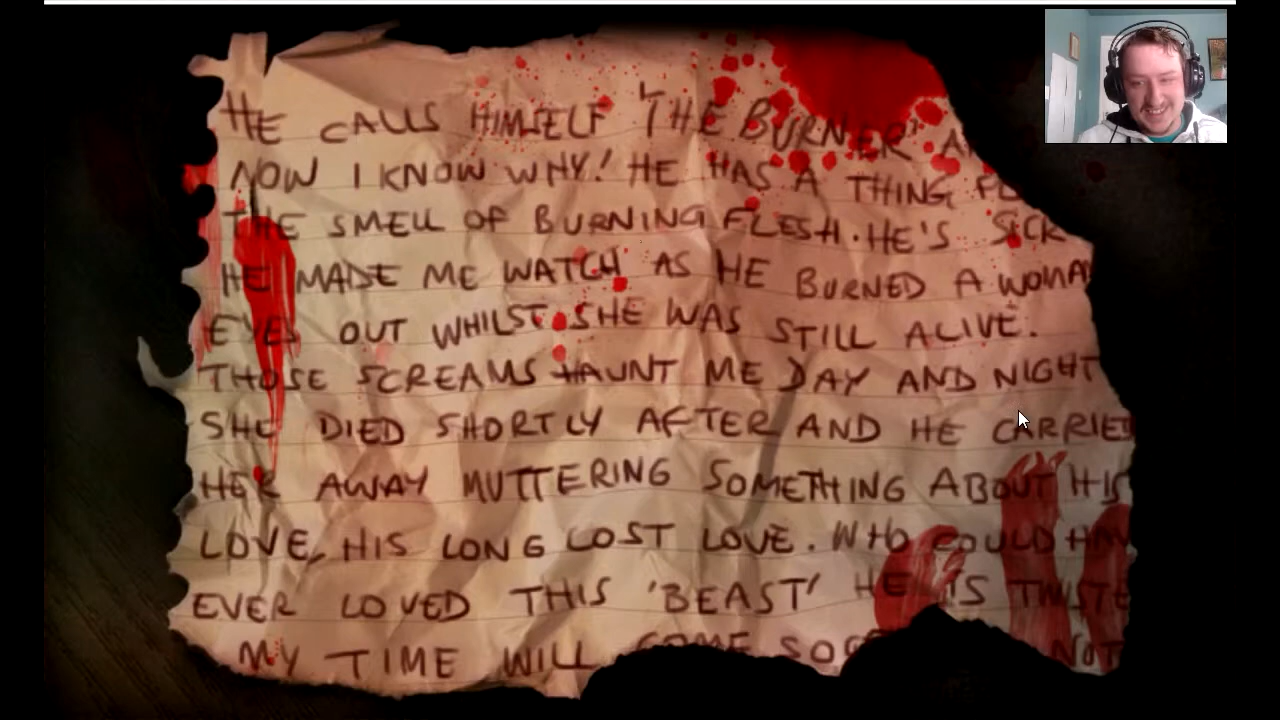 HE CALLS HIMSELF 'THE BURNER'
NOW I KNOW WHY! HE HAS A THING
THE SMELL OF BURNING FLESH. HE'S SICK
HE MADE ME WATCH AS HE BURNED A
EYES OUT WHILST SHE WAS STILL ALIVE.
THOSE SCREAMS HAUNT ME DAY AND NIGHT
SHE DIED SHORTLY AFTER AND HE CARRIED
HER AWAY MUTTERING SOMETHING ABOUT HIS
LOVE, HIS LONG LOST LOVE. WHO COULD
EVER LOVED THIS 'BEAST' HE IS
MY TIME WILL COME NOT